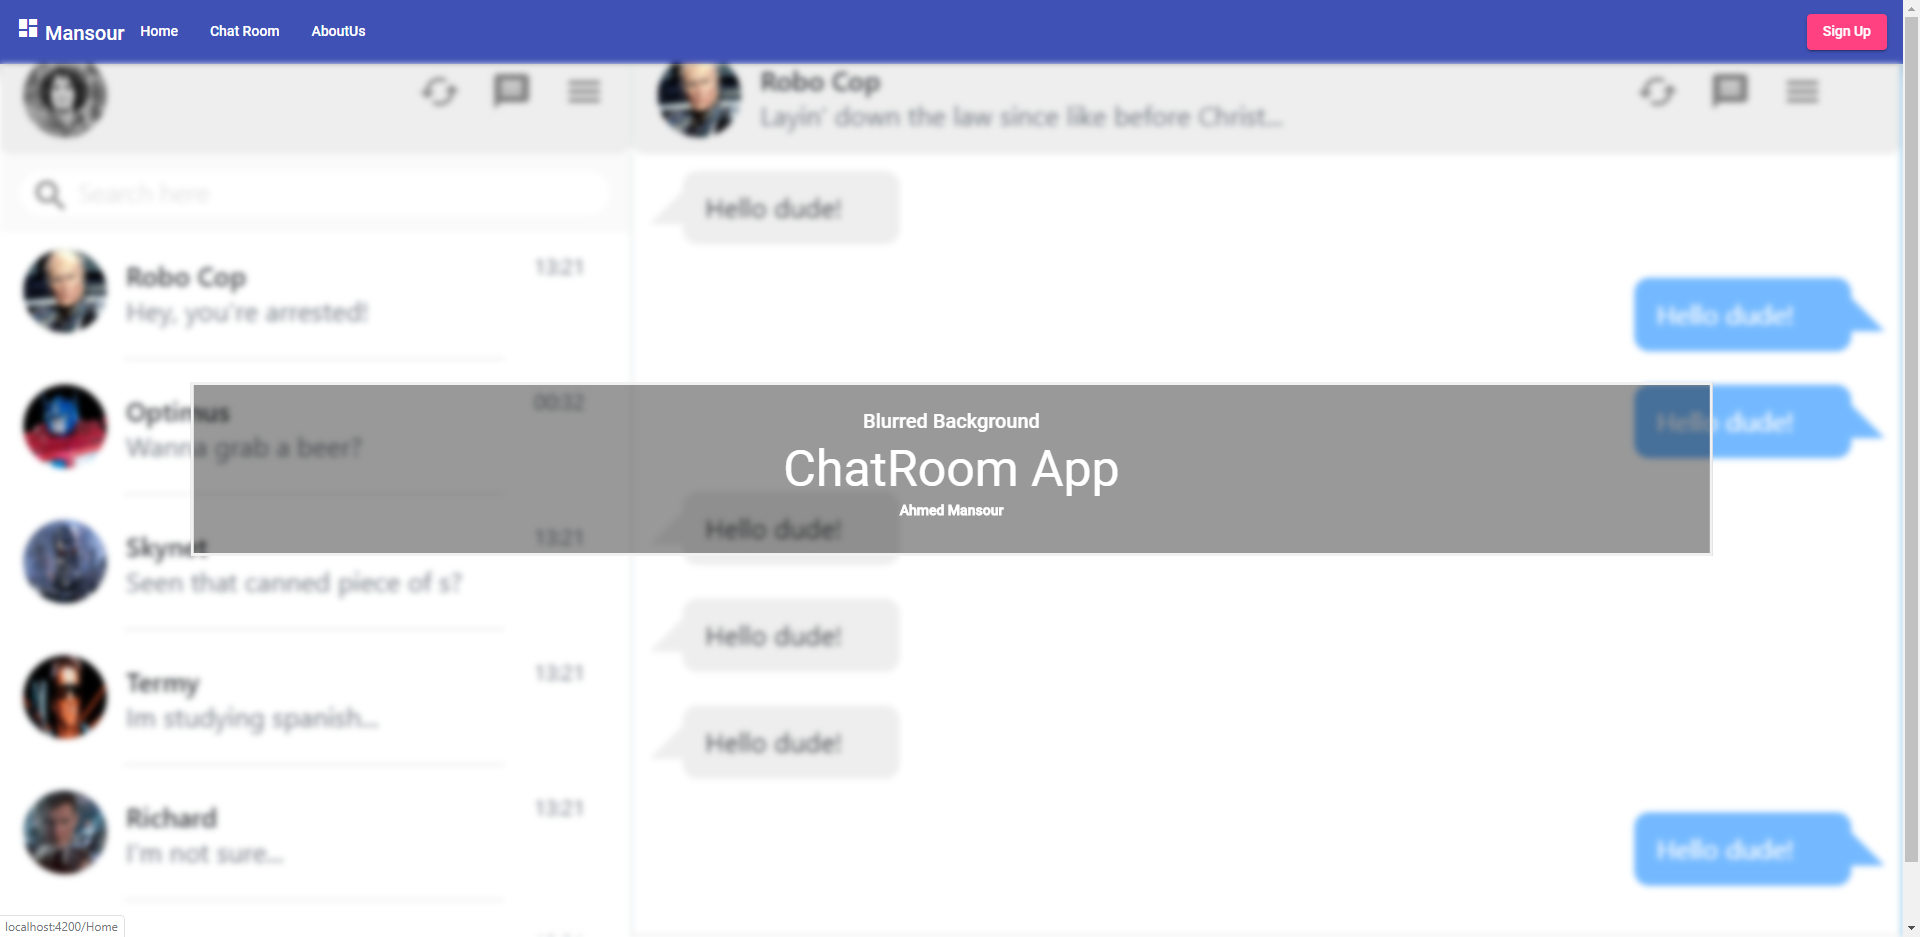 Mansour Home Chat Room AboutUs Sign Up
Robo Cop
Layin' down the law since like before Christ...
Search here
Hello dude!
Robo Cop 13:21
Hey, you're arrested!
Hello dude!
Optimus 00:32
Wanna grab a beer?
Hello dude!
Blurred Background
ChatRoom App
Ahmed Mansour
Hello dude!
Skynet 13:21
Seen that canned piece of s?
Hello dude!
Termy 13:21
Im studying spanish...
Hello dude!
Richard 13:21
I'm not sure...
Hello dude!
localhost:4200/Home